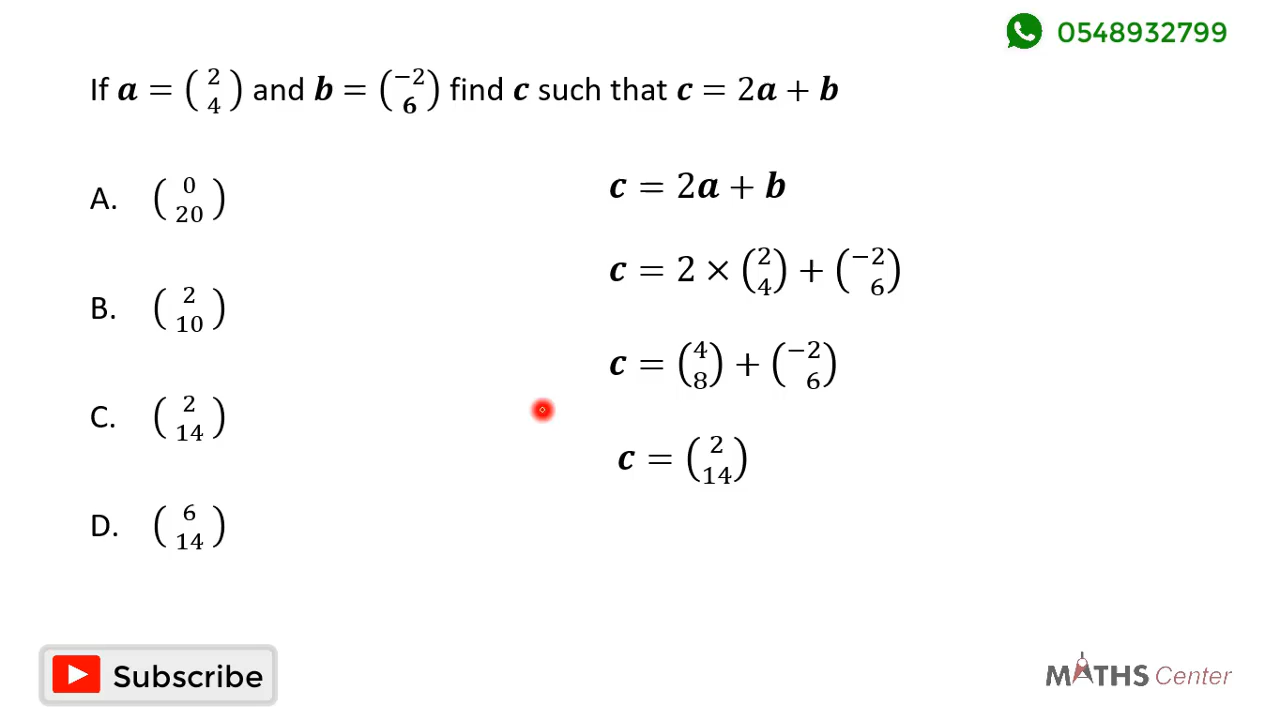 0548932799
If a = (2 4) and b = (−2 6) find c such that c = 2a + b
A. (0 20)
B. (2 10)
C. (2 14)
D. (6 14)
c = 2a + b
c = 2 × (2 4) + (−2 6)
c = (4 8) + (−2 6)
c = (2 14)
Subscribe
MATHS Center